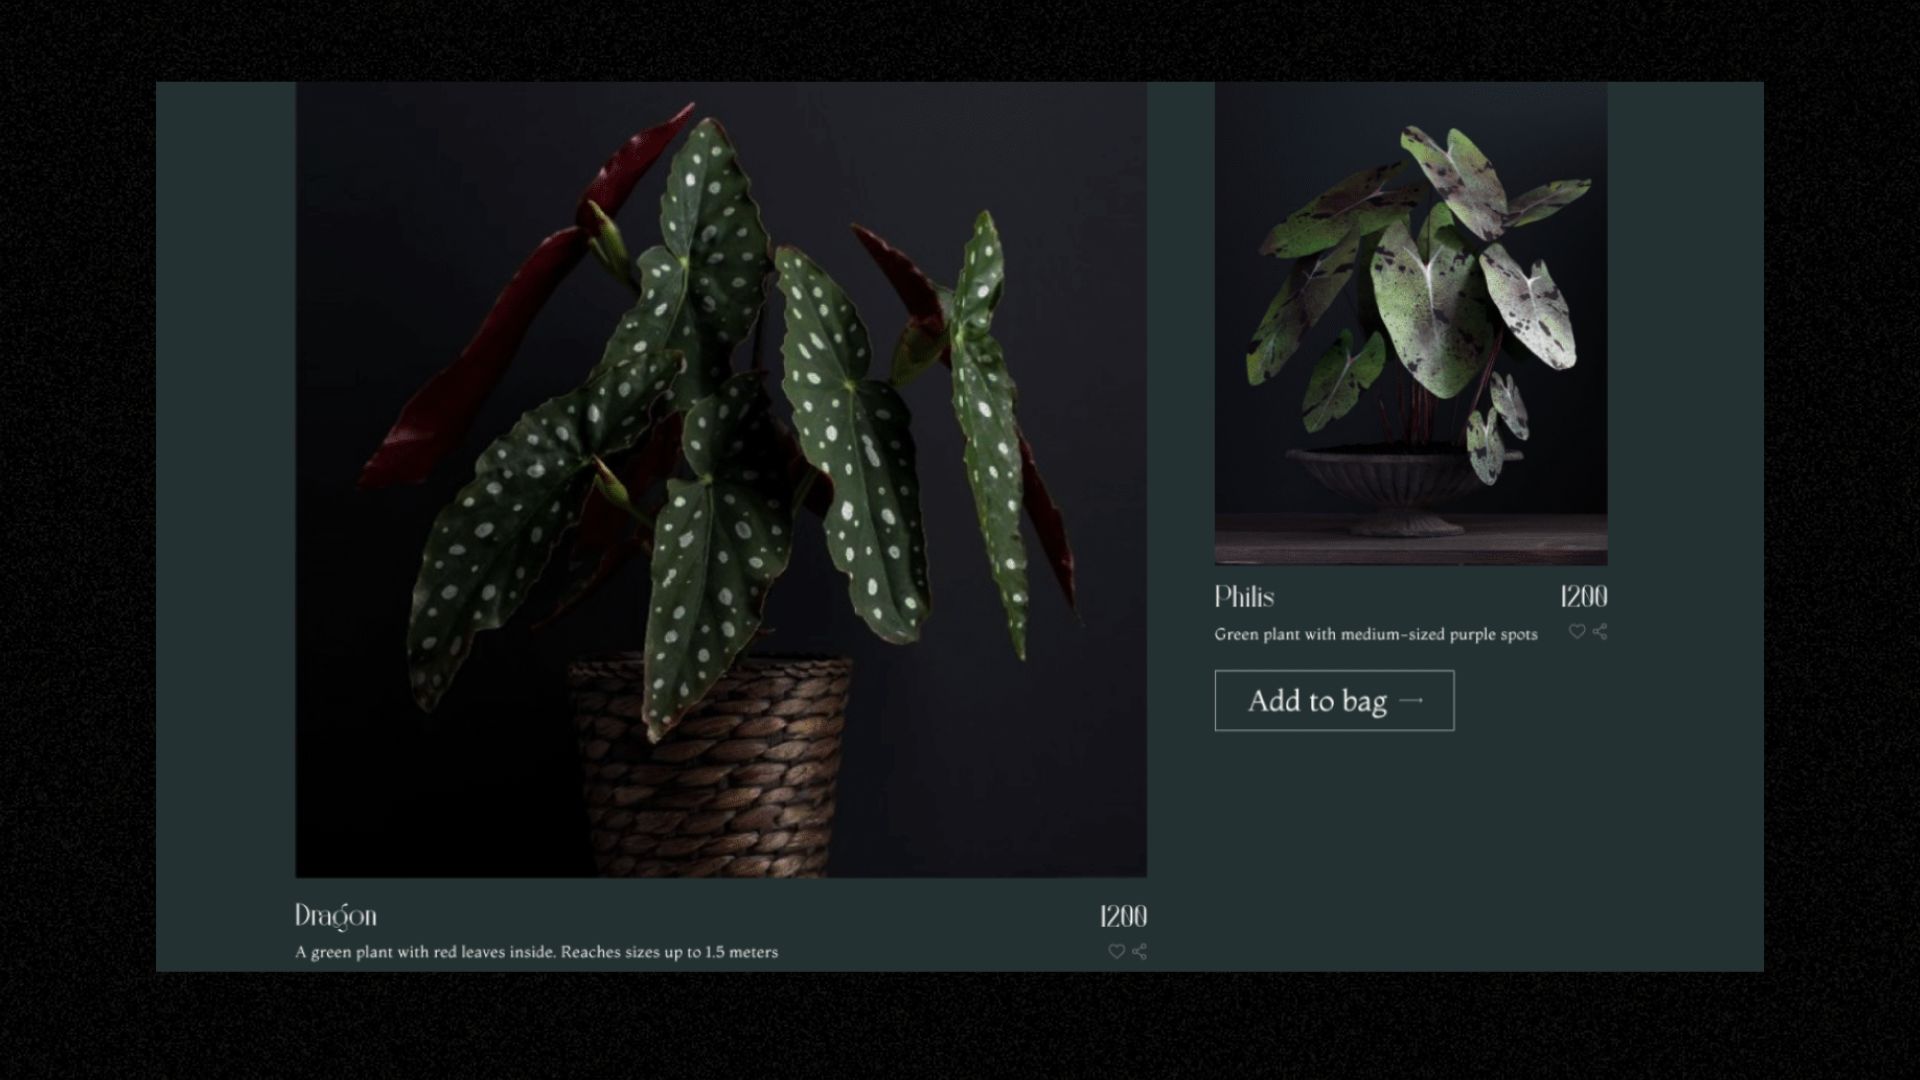 Philis
1200
Green plant with medium-sized purple spots
Add to bag →
Dragon
1200
A green plant with red leaves inside. Reaches sizes up to 1.5 meters